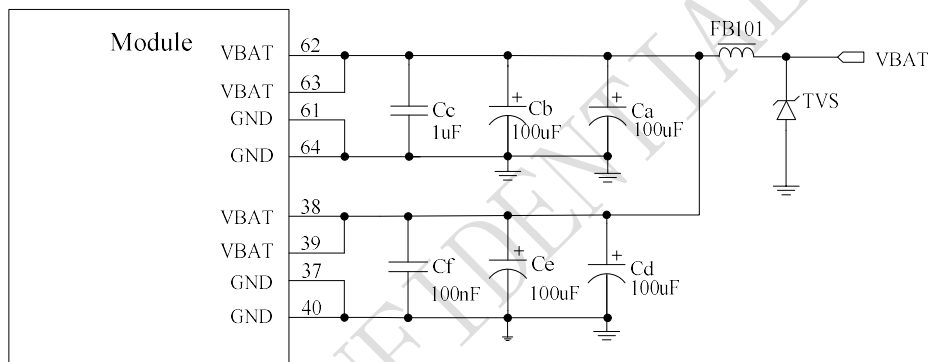 FB101
Module
VBAT 62
VBAT
VBAT 63
TVS
GND 61
Cc
1uF
+
Cb
100uF
+
Ca
100uF
GND 64
VBAT 38
VBAT 39
GND 37
Cf
100nF
+
Ce
100uF
+
Cd
100uF
GND 40